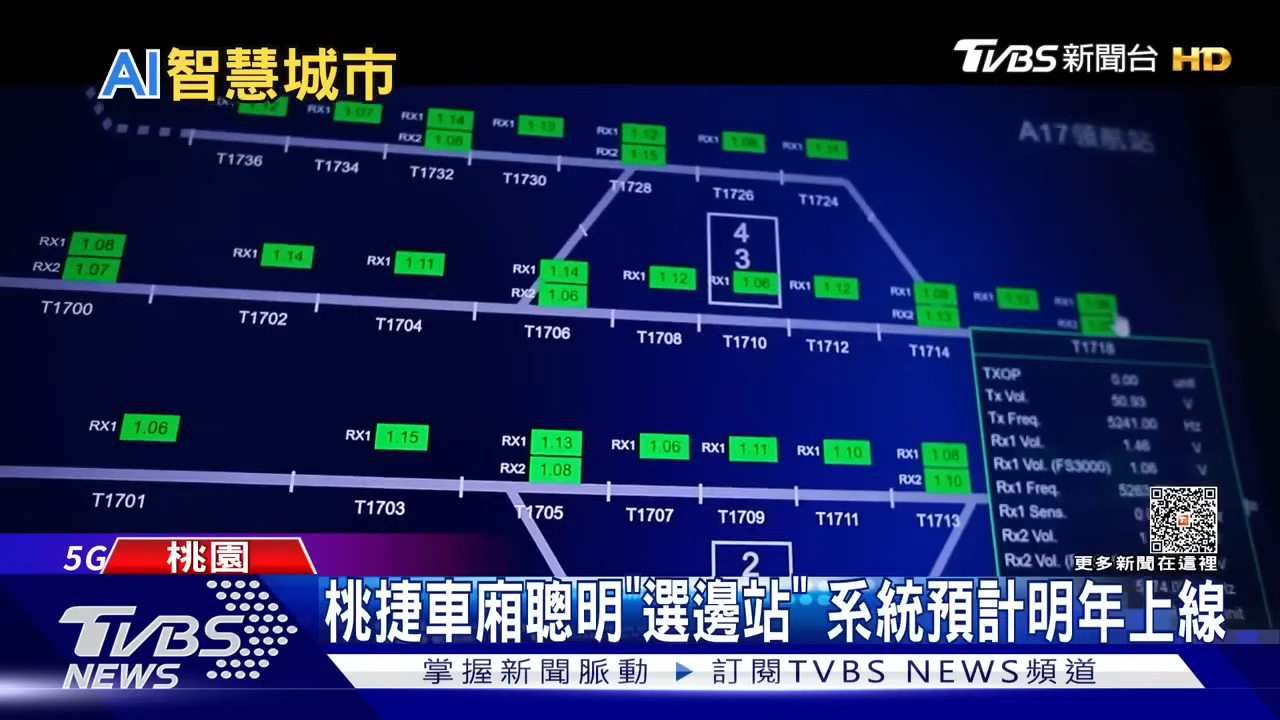 AI智慧城市
TVBS新聞台 HD
A17領航站
RX1 1.07
RX1 1.14
RX2 1.08
RX1 1.13
RX1 1.12
RX2 1.15
RX1 1.08
RX1 1.11
T1736 T1734 T1732 T1730 T1728 T1726 T1724
4
3
RX1 1.08
RX2 1.07
RX1 1.14
RX1 1.11
RX1 1.14
RX2 1.06
RX1 1.12
RX1 1.06
RX1 1.12
RX1 1.08
RX2 1.13
RX1
T1700 T1702 T1704 T1706 T1708 T1710 T1712 T1714
T1718
TXOP 0.00 unit
Tx Vol. 50.93 V
Tx Freq. 5241.00 Hz
Rx1 Vol. 1.46 V
Rx1 Vol. (FS3000) 1.06 V
Rx1 Freq.
Rx1 Sens.
Rx2 Vol.
Rx2 Vol.
RX1 1.06
RX1 1.15
RX1 1.13
RX2 1.08
RX1 1.06
RX1 1.11
RX1 1.10
RX1 1.08
RX2 1.10
T1701 T1703 T1705 T1707 T1709 T1711 T1713
2
更多新聞在這裡
5G 桃園
桃捷車廂聰明"選邊站" 系統預計明年上線
TVBS NEWS
掌握新聞脈動 ▶ 訂閱TVBS NEWS頻道